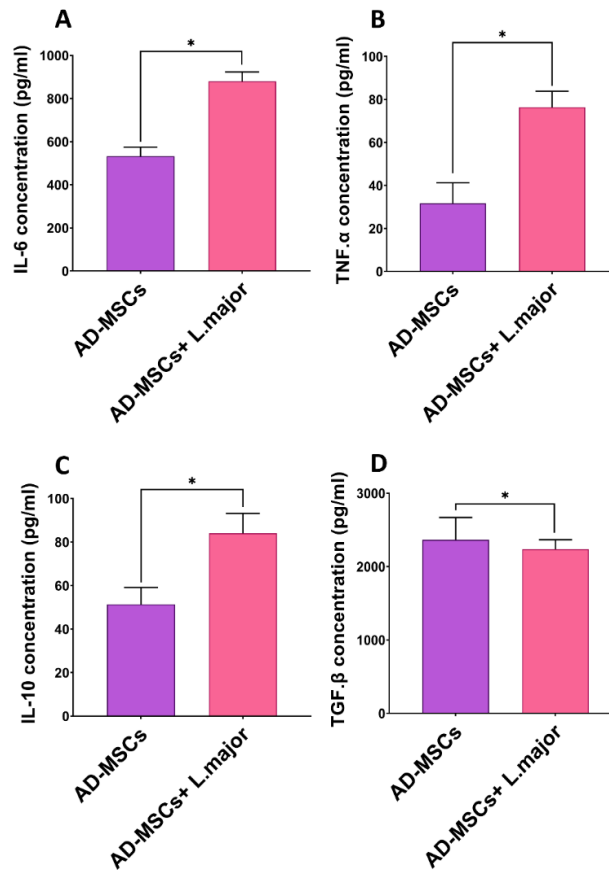 A
IL-6 concentration (pg/ml)
1000
800
600
400
200
0
*
AD-MSCs
AD-MSCs+ L.major
B
TNF.α concentration (pg/ml)
100
80
60
40
20
0
*
AD-MSCs
AD-MSCs+ L.major
C
IL-10 concentration (pg/ml)
100
80
60
40
20
0
*
AD-MSCs
AD-MSCs+ L.major
D
TGF.β concentration (pg/ml)
3000
2000
1000
0
*
AD-MSCs
AD-MSCs+ L.major